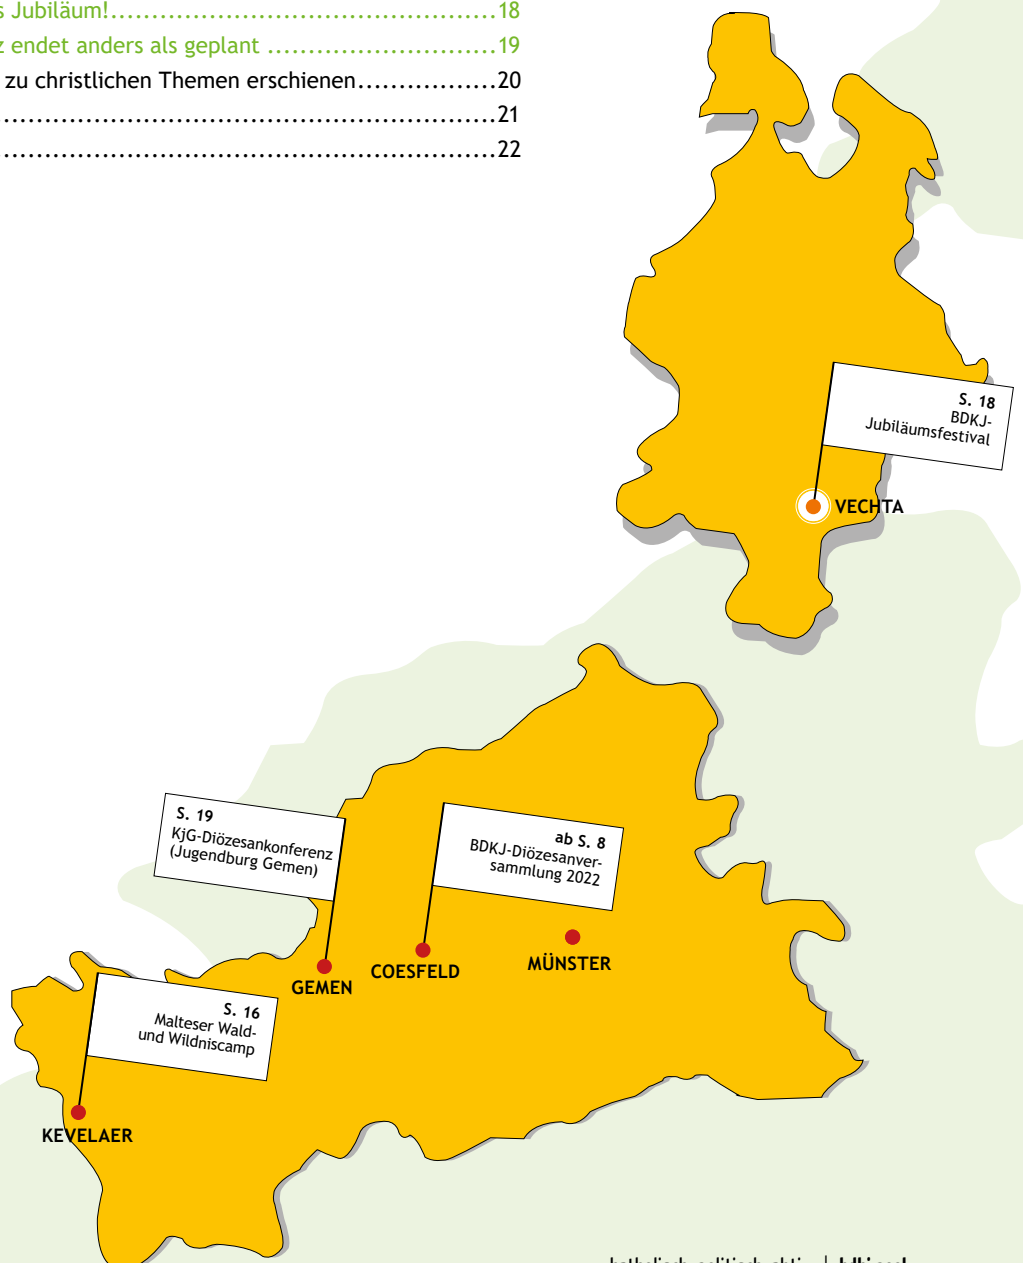 s Jubiläum!..................................................18
z endet anders als geplant .............................19
zu christlichen Themen erschienen.................20
................................................................21
................................................................22
S. 18
BDKJ-
Jubiläumsfestival
VECHTA
S. 19
KjG-Diözesankonferenz
(Jugendburg Gemen)
ab S. 8
BDKJ-Diözesanver-
sammlung 2022
MÜNSTER
COESFELD
GEMEN
S. 16
Malteser Wald-
und Wildniscamp
KEVELAER